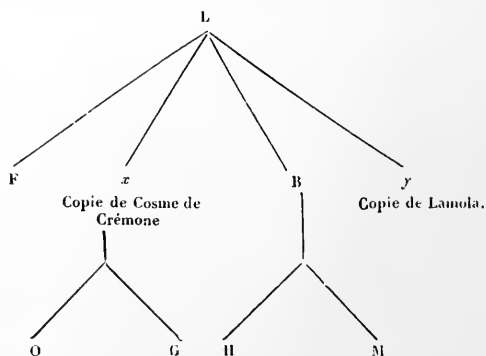 L
F x B y
Copie de Cosme de Copie de Lamola.
Crémone
O G H M